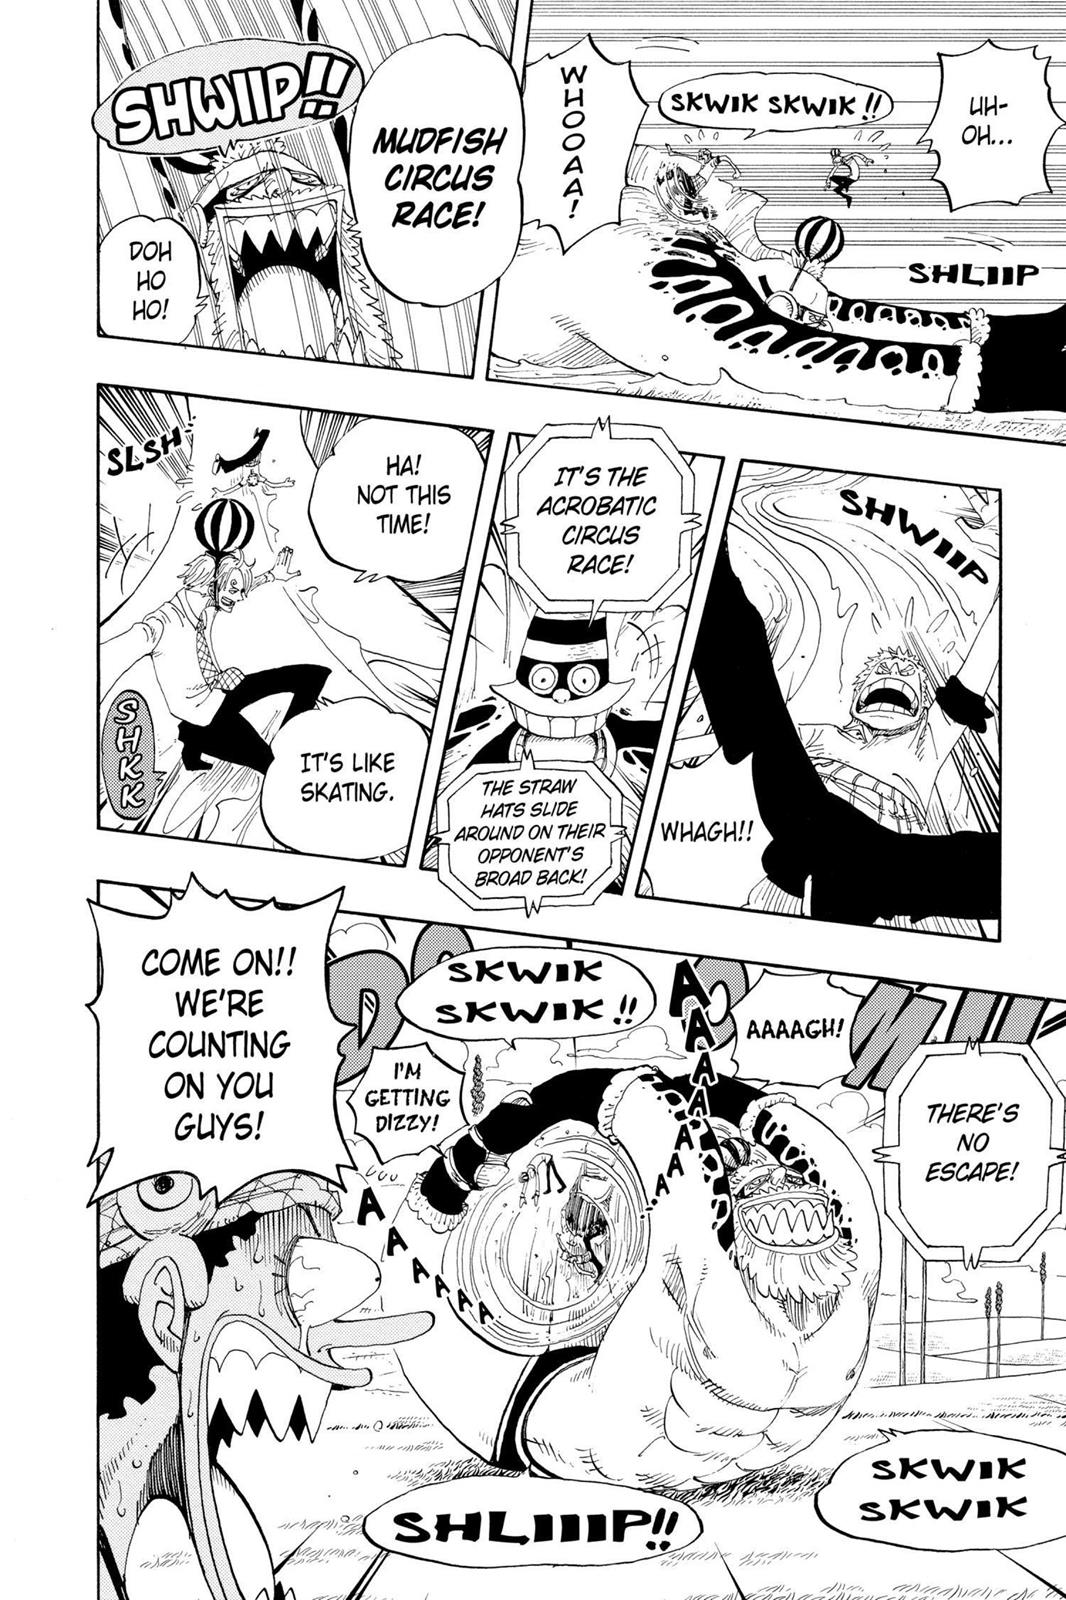 UH-
OH...
SKWIK SKWIK!!
WHOOAA!
SHLIIP
MUDFISH
CIRCUS
RACE!
SHWIIP!!
DOH
HO
HO!
SHWIIP
WHAGH!!
IT'S THE
ACROBATIC
CIRCUS
RACE!
THE STRAW
HATS SLIDE
AROUND ON THEIR
OPPONENT'S
BROAD BACK!
HA!
NOT THIS
TIME!
SLSH
IT'S LIKE
SKATING.
SHKK
THERE'S
NO
ESCAPE!
AAAAGH!
SKWIK
SKWIK!!
I'M
GETTING
DIZZY!
COME ON!!
WE'RE
COUNTING
ON YOU
GUYS!
SKWIK
SKWIK
SHLIIIP!!